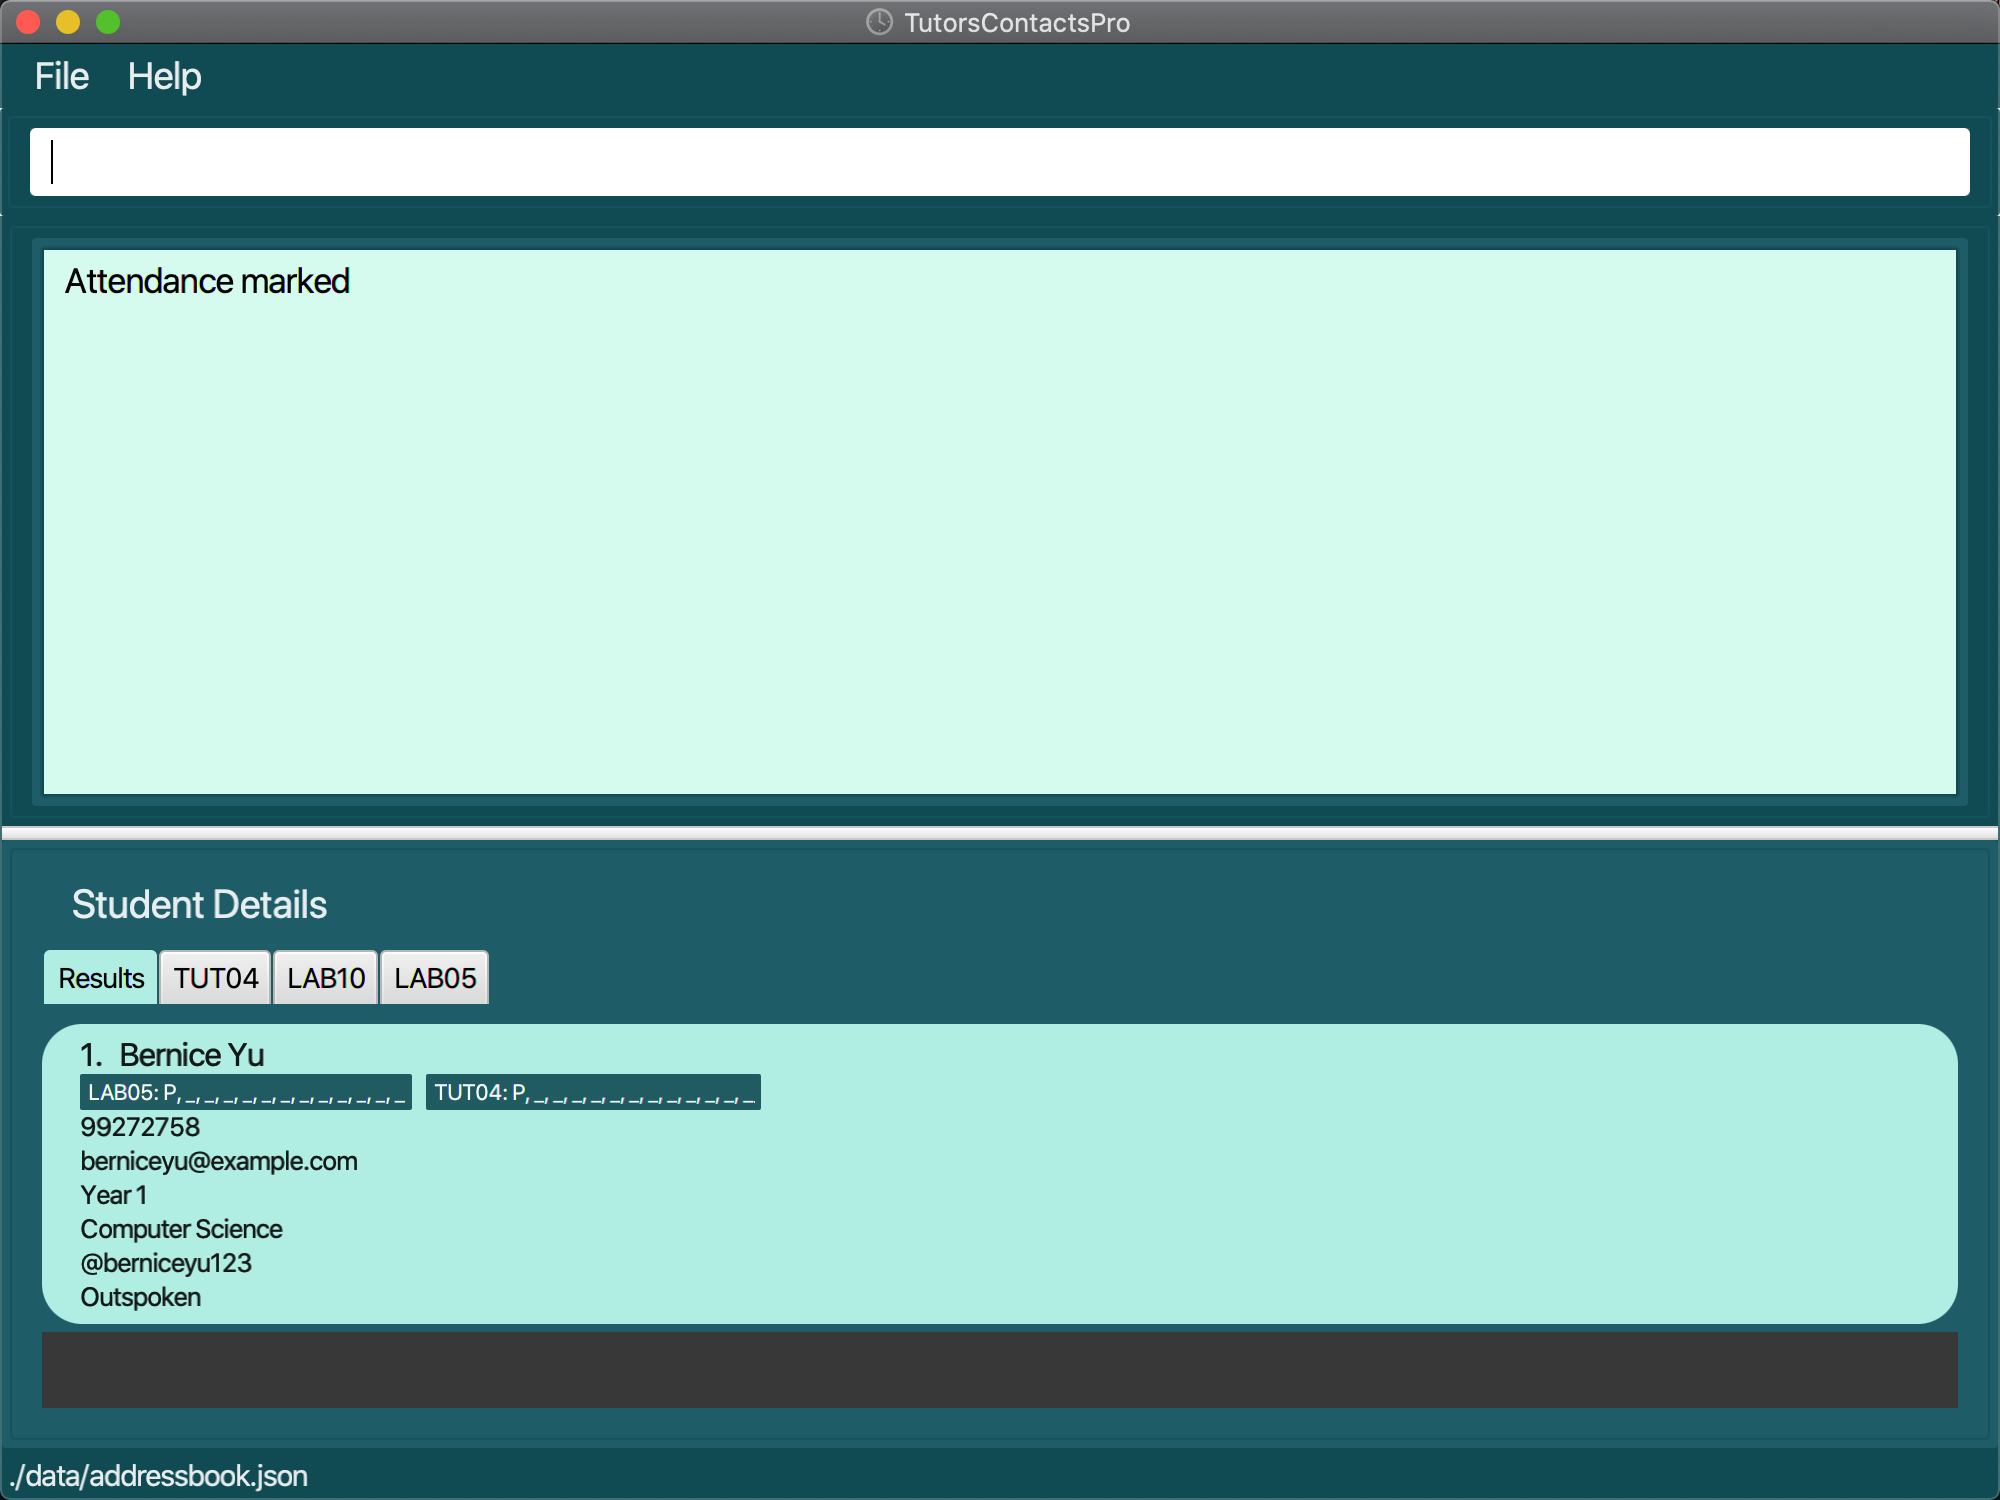 TutorsContactsPro
File Help
Attendance marked
Student Details
Results TUT04 LAB10 LAB05
1. Bernice Yu
LAB05: P, _, _, _, _, _, _, _, _, _, _, _, _ TUT04: P, _, _, _, _, _, _, _, _, _, _, _, _
99272758
berniceyu@example.com
Year 1
Computer Science
@berniceyu123
Outspoken
./data/addressbook.json